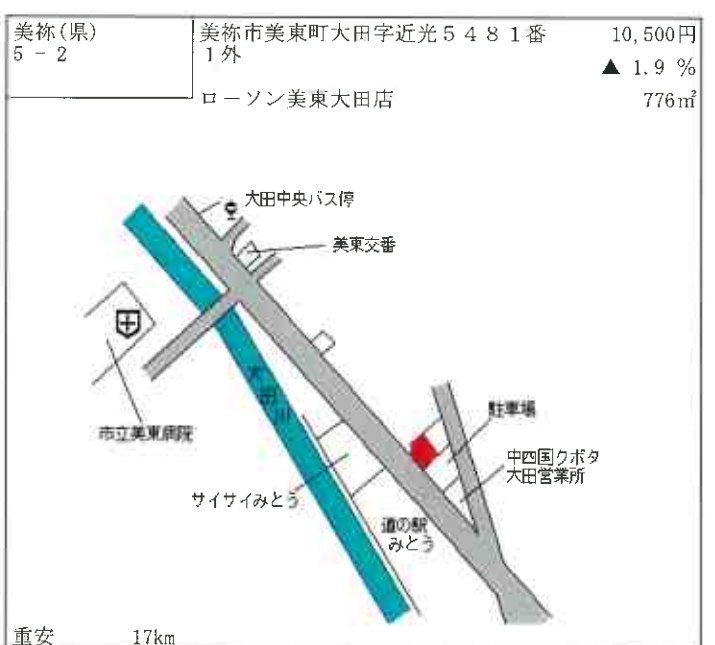 美祢(県)
5-2
美祢市美東町大田字近光5481番
1外
ローソン美東大田店
10,500円
▲ 1.9 %
776㎡
大田中央バス停
美東交番
大田川
市立美東病院
駐車場
中四国クボタ
大田営業所
サイサイみとう
道の駅
みとう
重安 17km